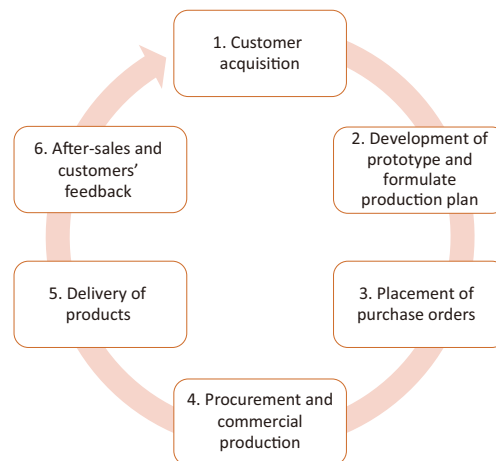 1. Customer
acquisition
2. Development of
prototype and
formulate
production plan
3. Placement of
purchase orders
4. Procurement and
commercial
production
5. Delivery of
products
6. After-sales and
customers’
feedback